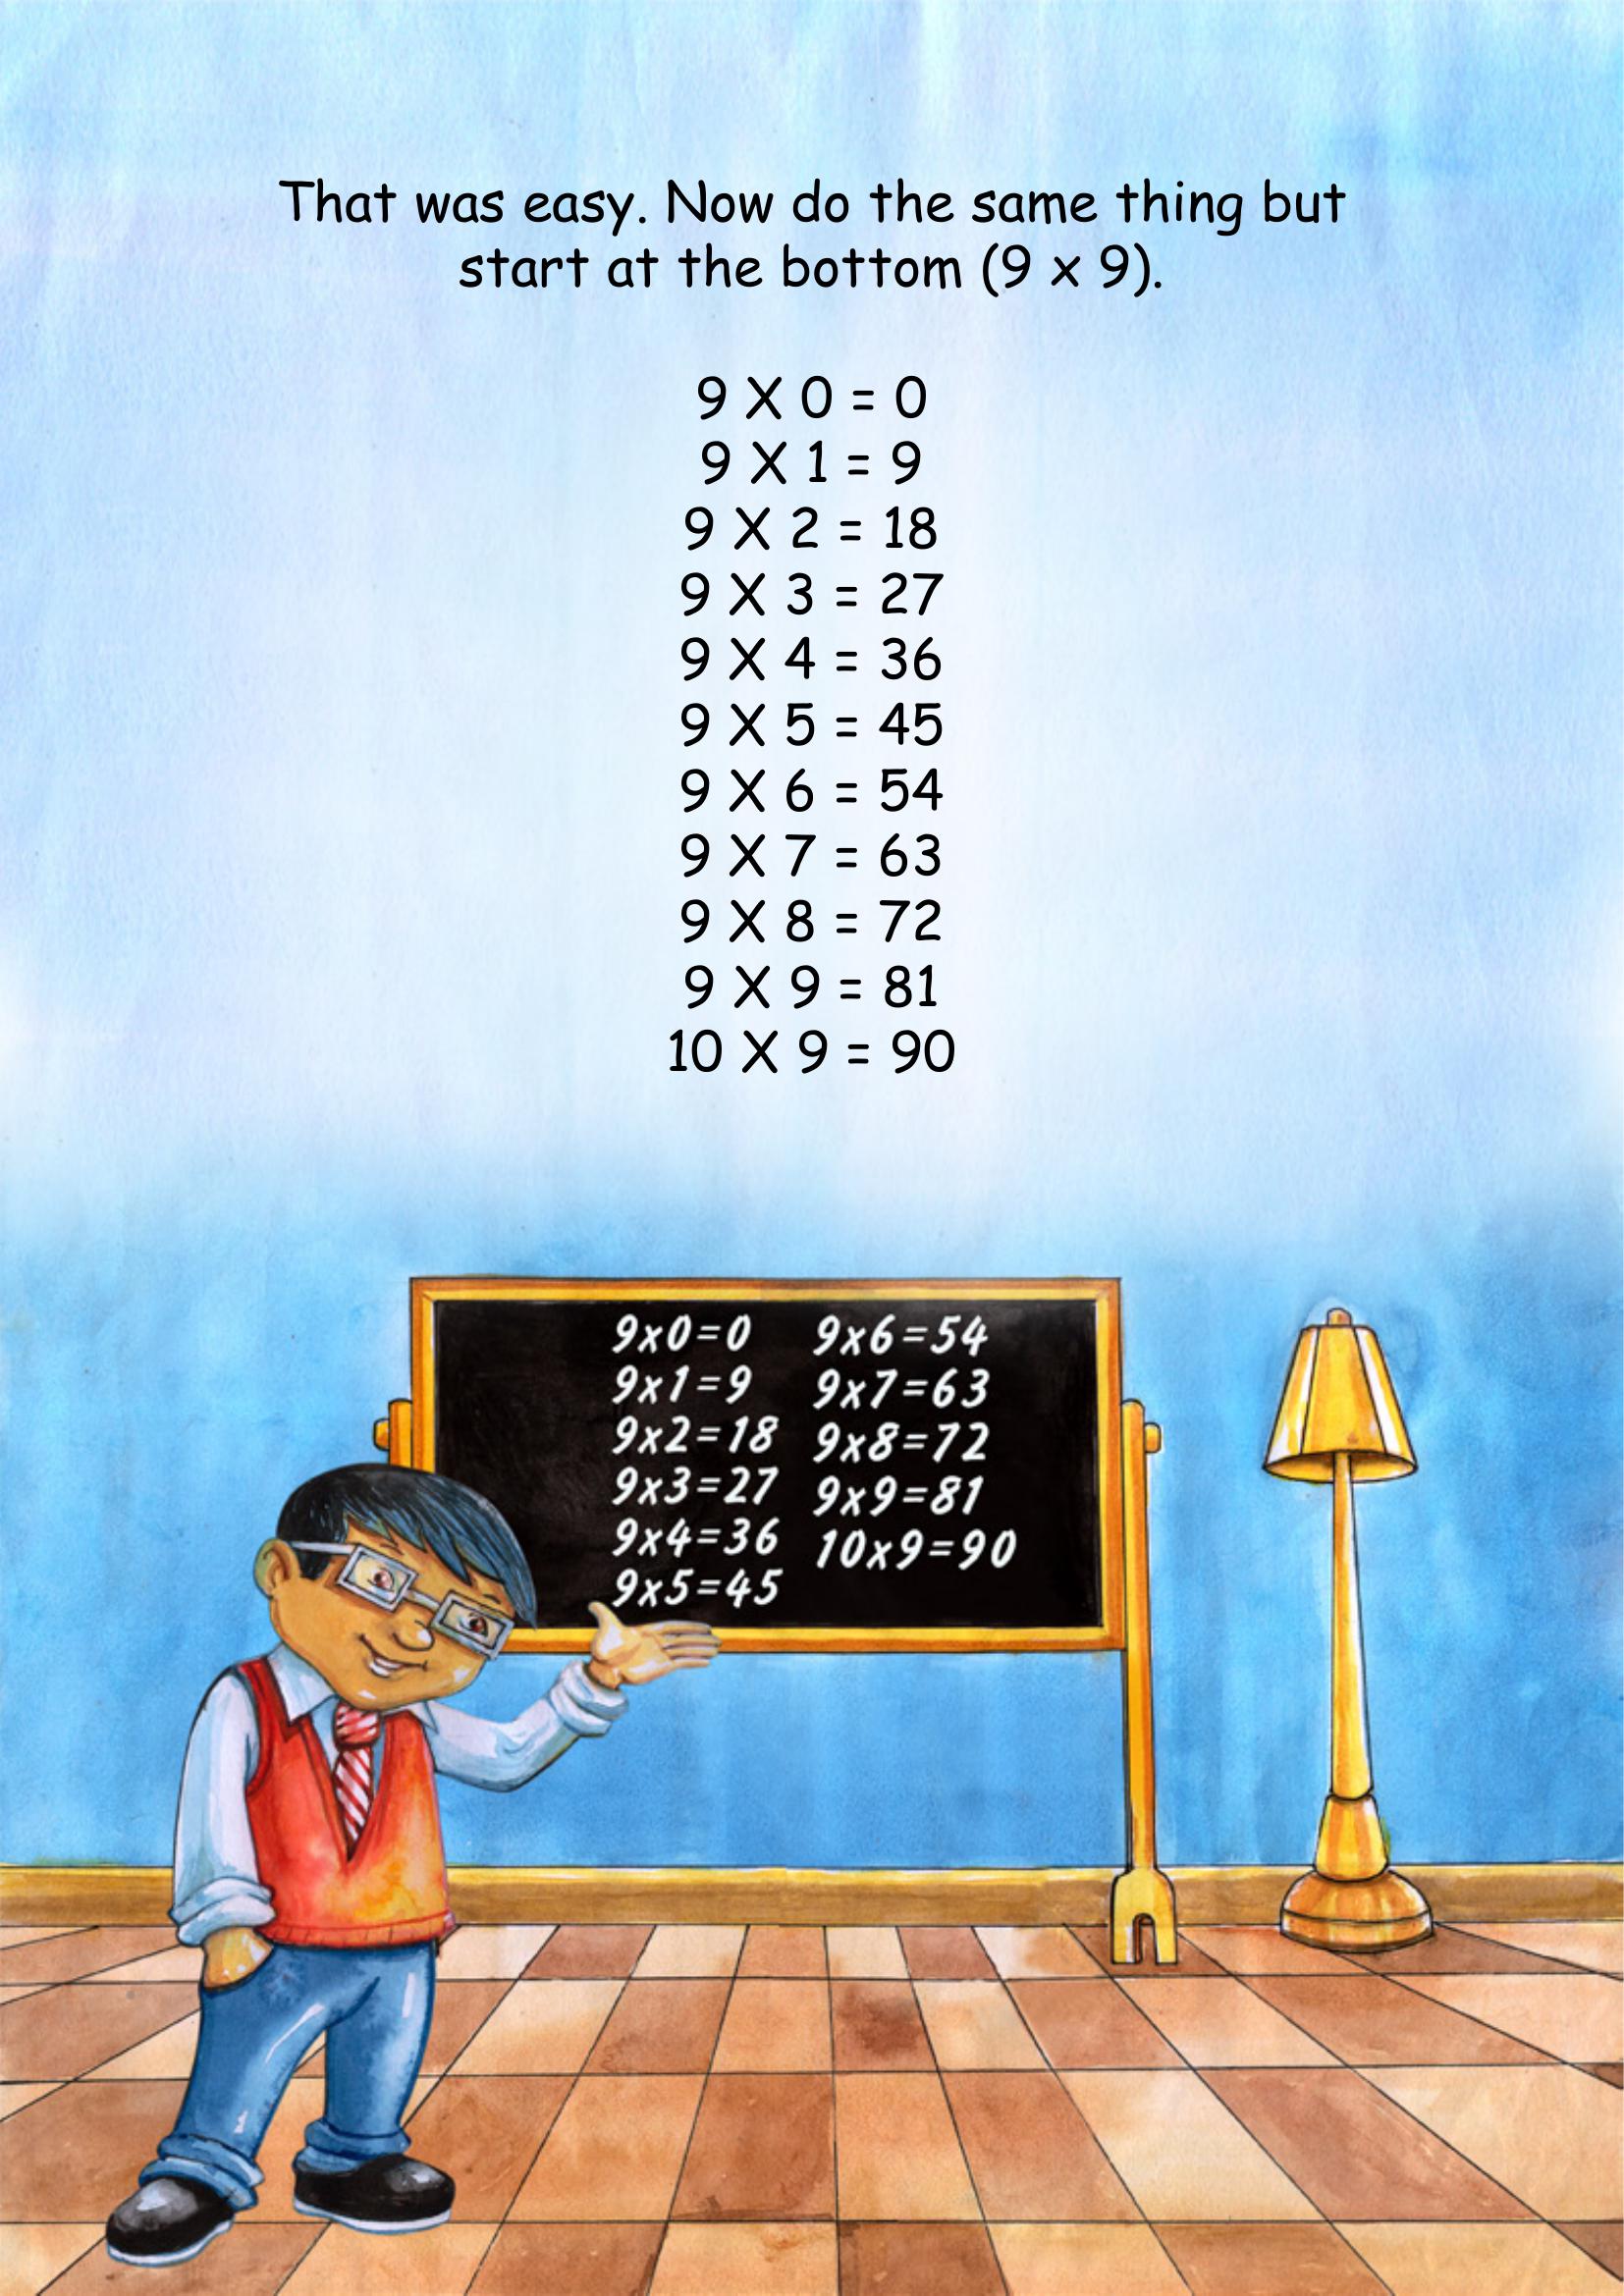 That was easy. Now do the same thing but
start at the bottom (9 x 9).
9 X 0 = 0
9 X 1 = 9
9 X 2 = 18
9 X 3 = 27
9 X 4 = 36
9 X 5 = 45
9 X 6 = 54
9 X 7 = 63
9 X 8 = 72
9 X 9 = 81
10 X 9 = 90
9x0=0
9x1=9
9x2=18
9x3=27
9x4=36
9x5=45
9x6=54
9x7=63
9x8=72
9x9=81
10x9=90